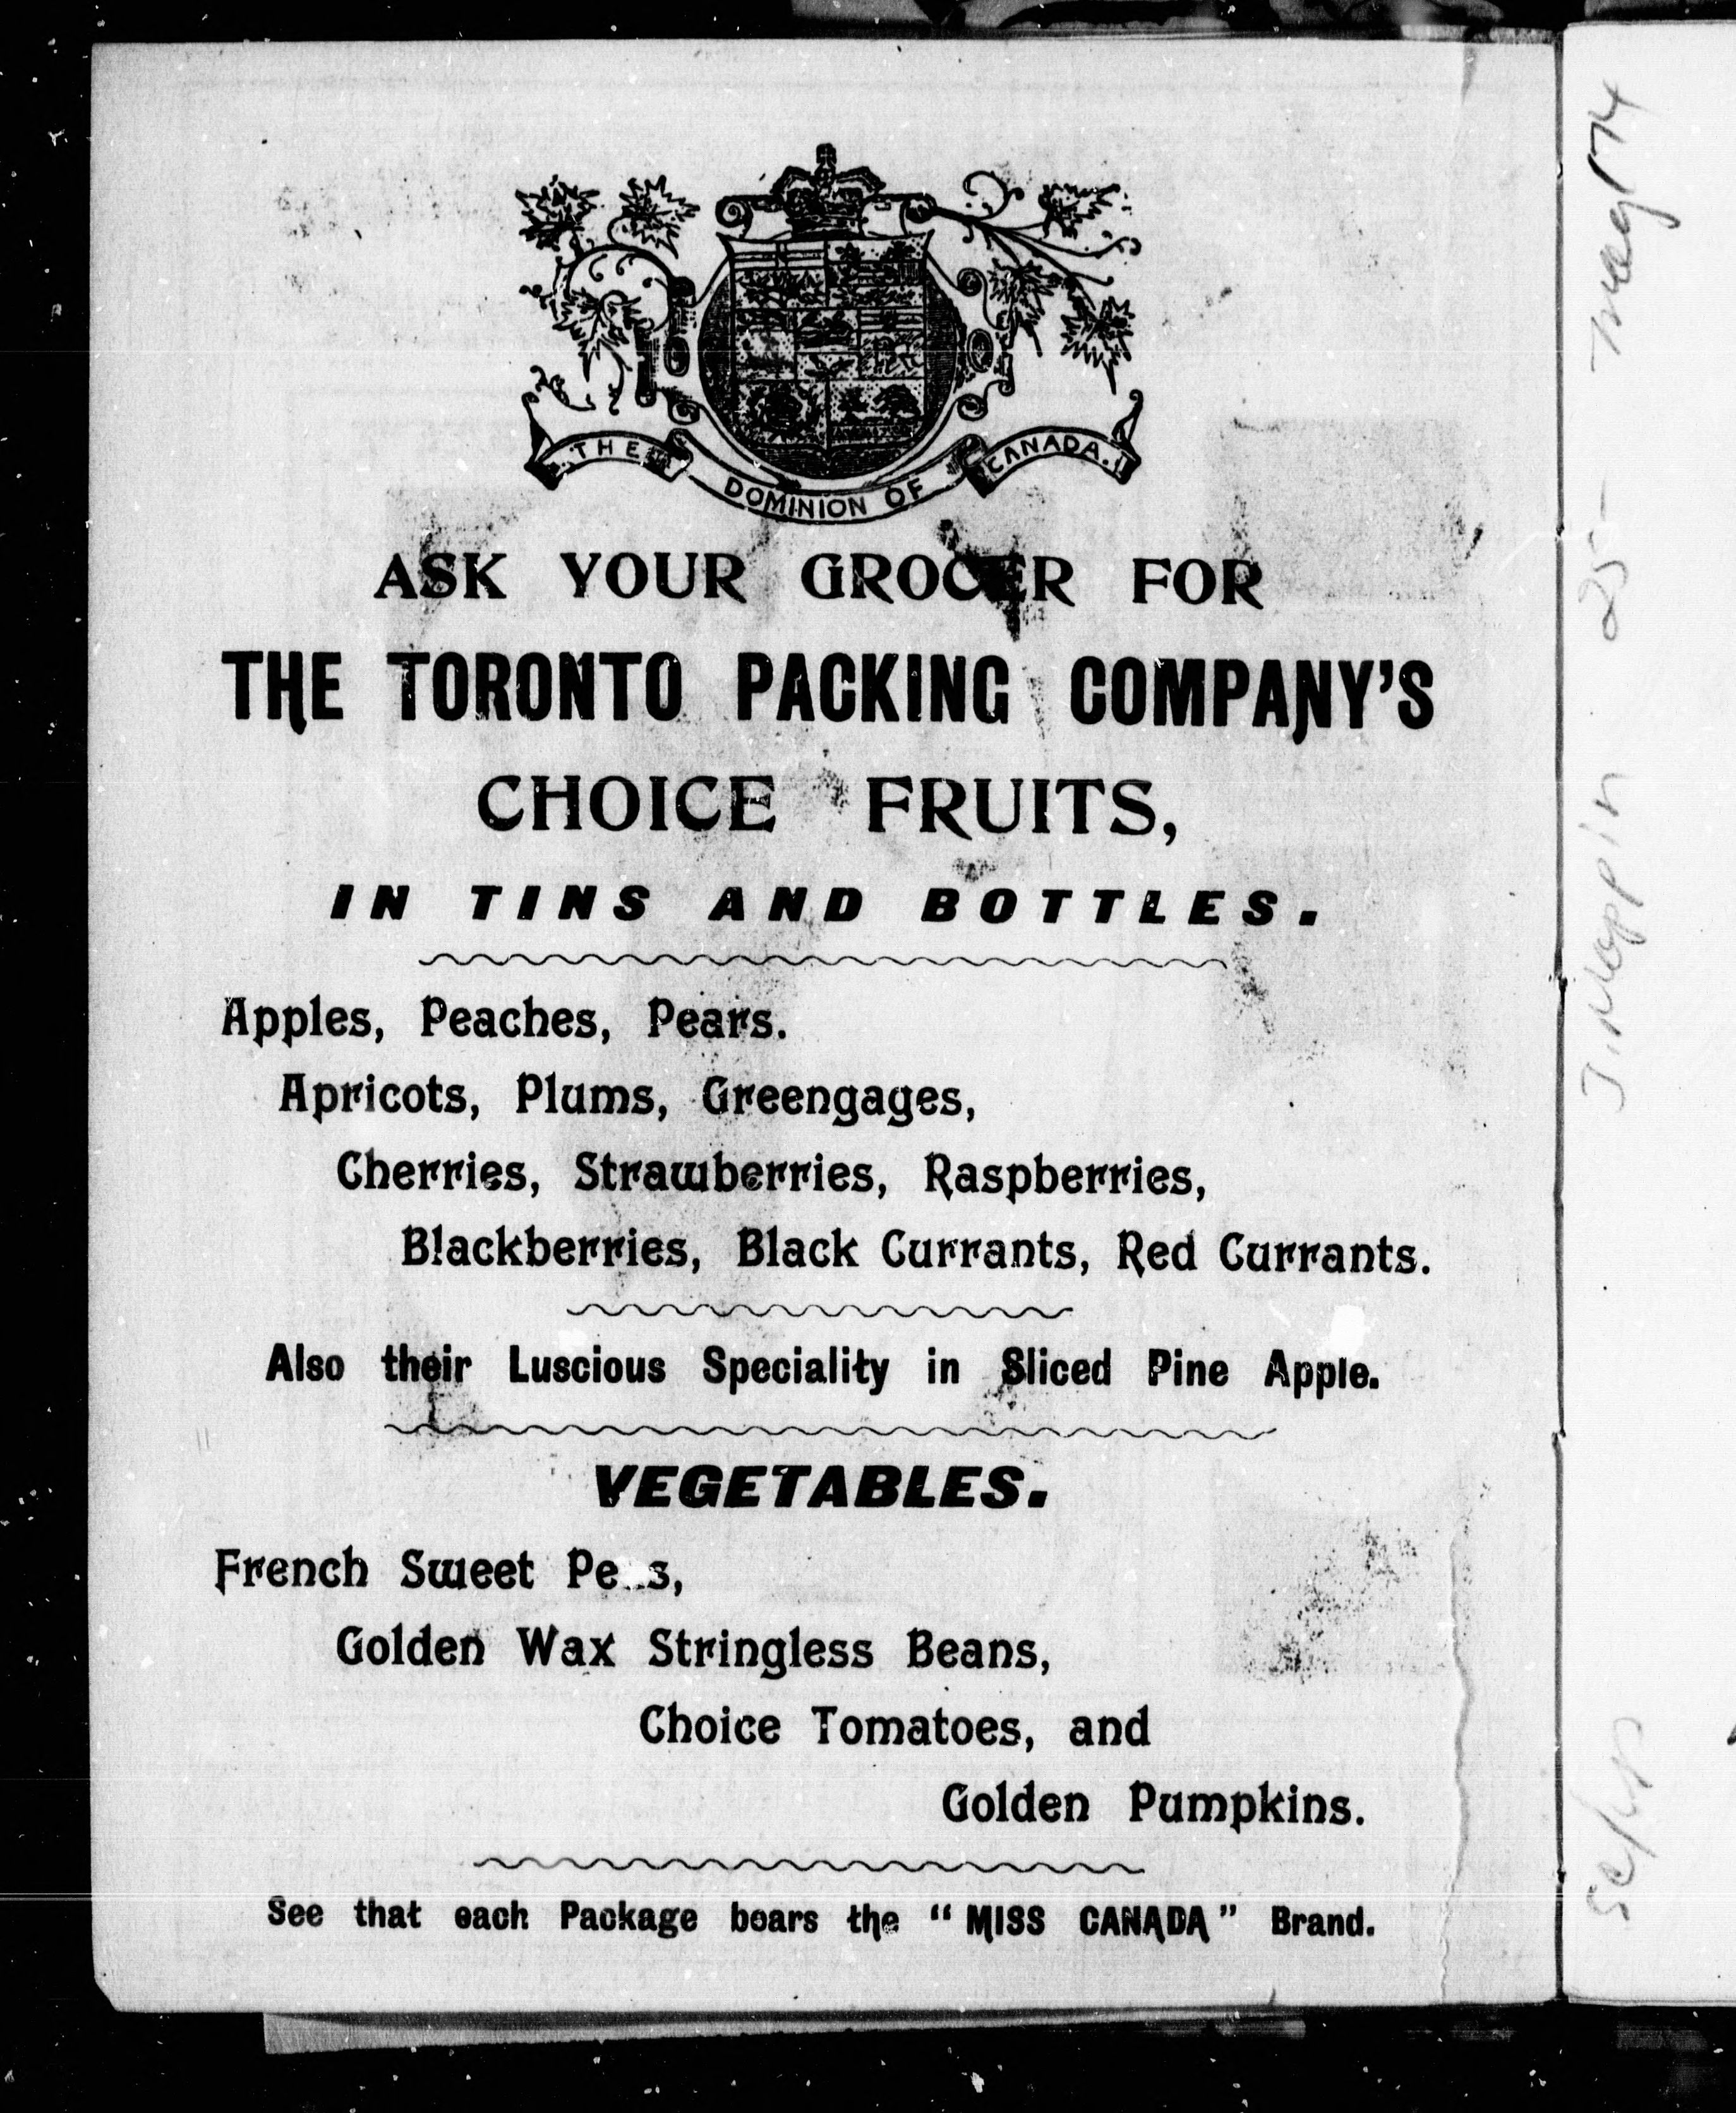 THE DOMINION OF CANADA.
ASK YOUR GROCER FOR
THE TORONTO PACKING COMPANY'S
CHOICE FRUITS,
IN TINS AND BOTTLES.
Apples, Peaches, Pears.
Apricots, Plums, Greengages,
Cherries, Strawberries, Raspberries,
Blackberries, Black Currants, Red Currants.
Also their Luscious Speciality in Sliced Pine Apple.
VEGETABLES.
French Sweet Peas,
Golden Wax Stringless Beans,
Choice Tomatoes, and
Golden Pumpkins.
See that each Package bears the "MISS CANADA" Brand.